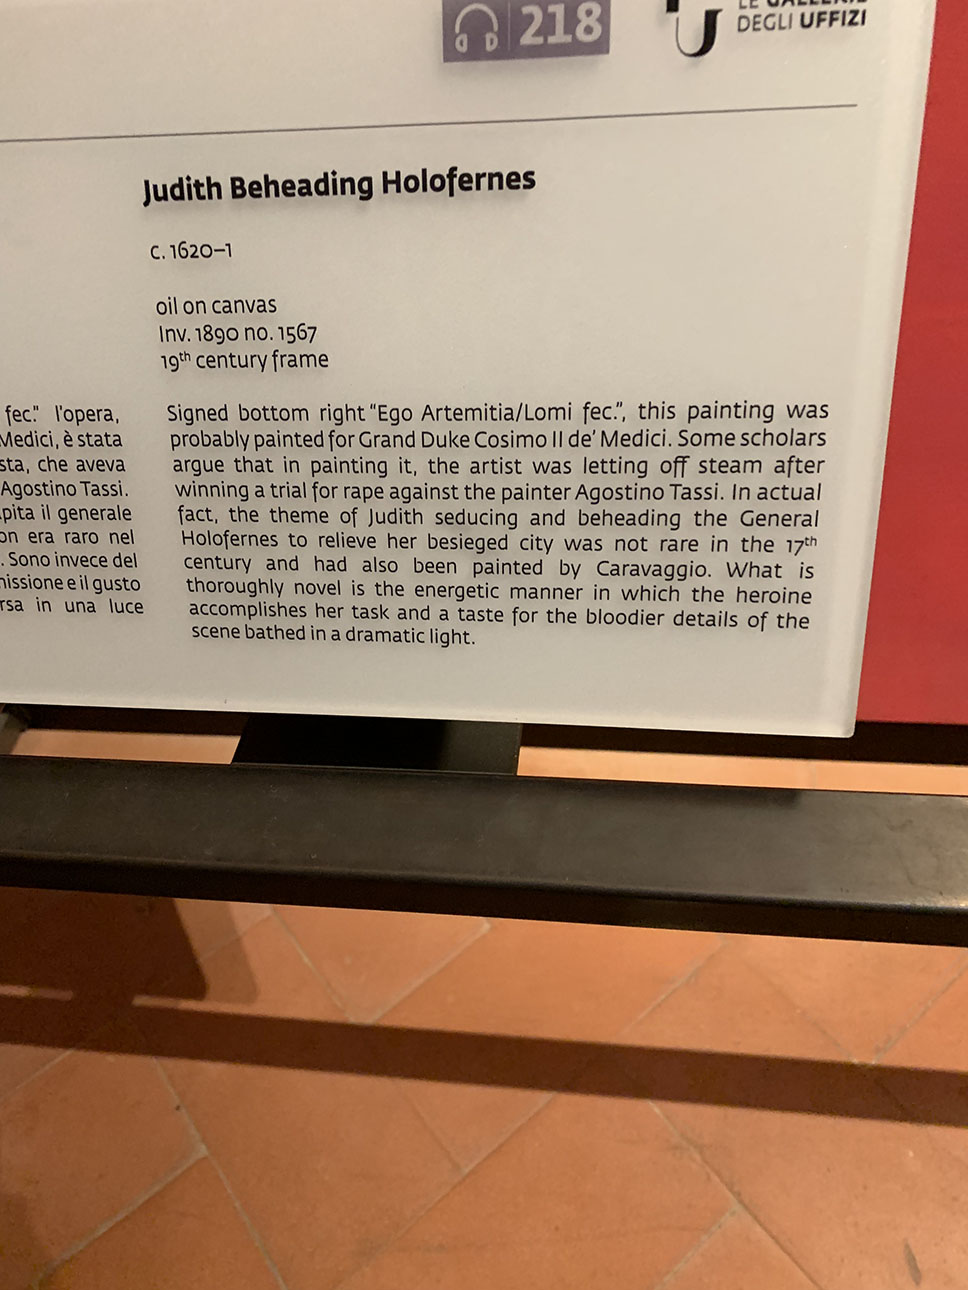 218
LE GALLERIE
DEGLI UFFIZI
Judith Beheading Holofernes
c. 1620–1
oil on canvas
Inv. 1890 no. 1567
19th century frame
fec." l'opera,
Medici, è stata
sta, che aveva
Agostino Tassi.
pita il generale
on era raro nel
. Sono invece del
missione e il gusto
rsa in una luce
Signed bottom right “Ego Artemitia/Lomi fec.”, this painting was
probably painted for Grand Duke Cosimo II de’ Medici. Some scholars
argue that in painting it, the artist was letting off steam after
winning a trial for rape against the painter Agostino Tassi. In actual
fact, the theme of Judith seducing and beheading the General
Holofernes to relieve her besieged city was not rare in the 17th
century and had also been painted by Caravaggio. What is
thoroughly novel is the energetic manner in which the heroine
accomplishes her task and a taste for the bloodier details of the
scene bathed in a dramatic light.